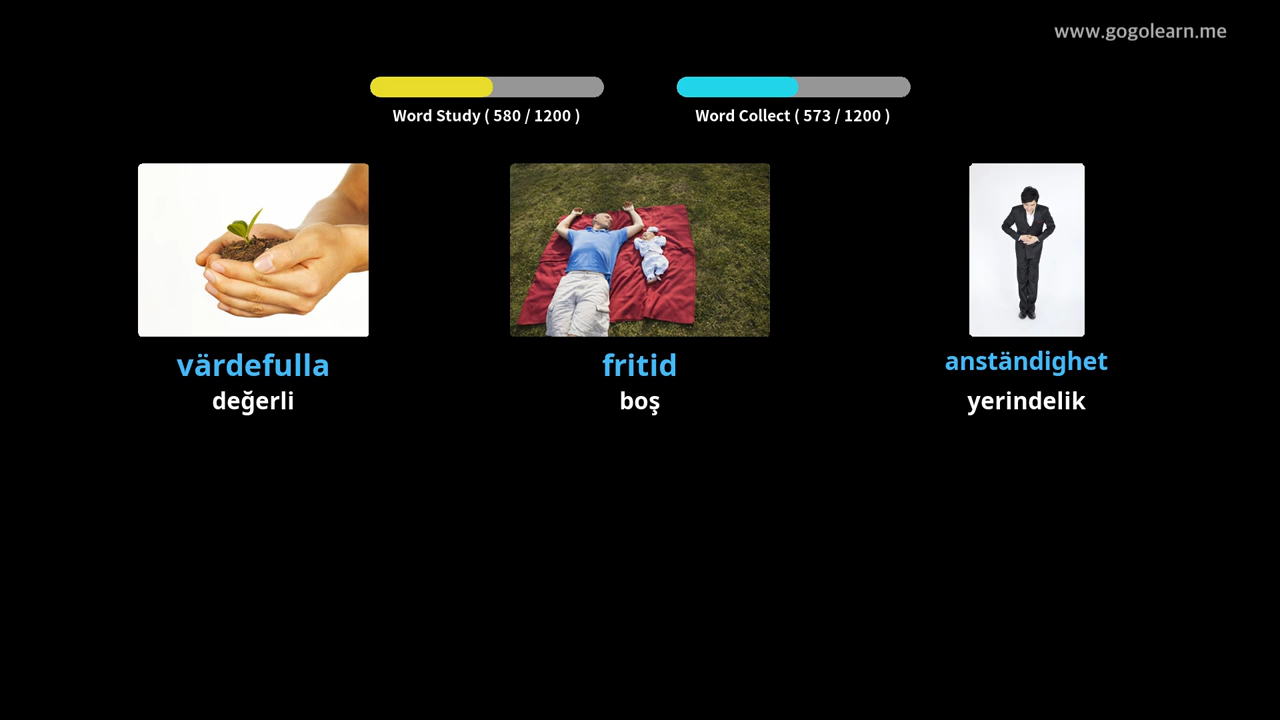 www.gogolearn.me
Word Study ( 580 / 1200 )
Word Collect ( 573 / 1200 )
värdefulla
değerli
fritid
boş
anständighet
yerindelik